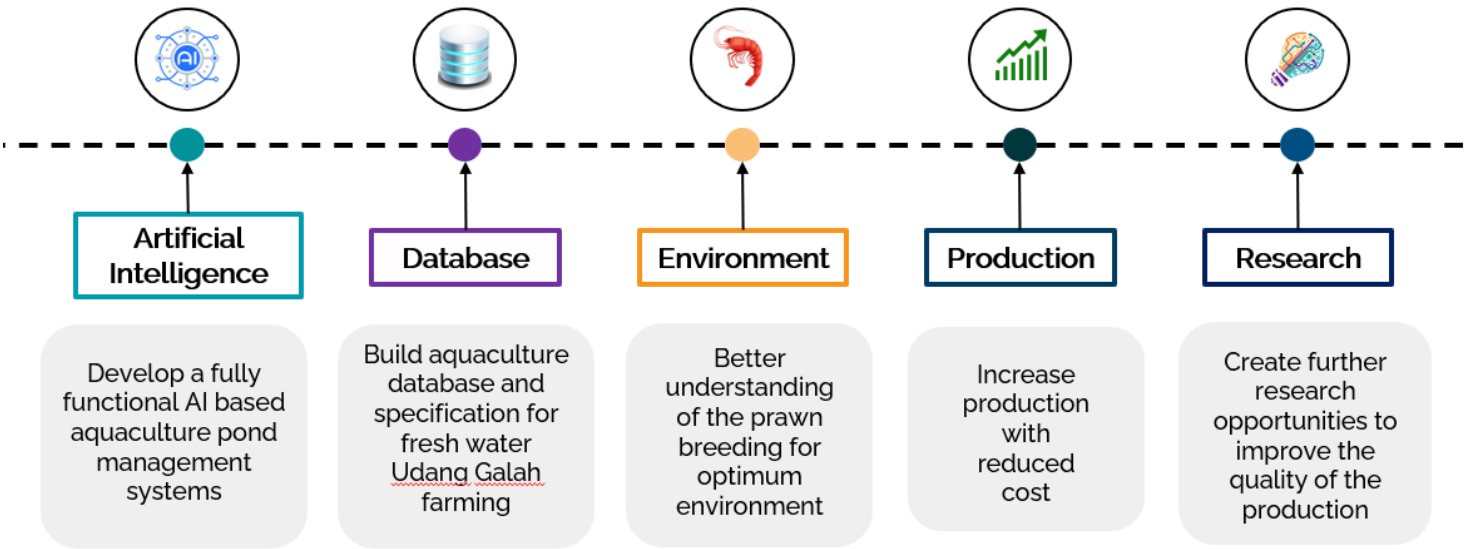 AI
Artificial
Intelligence
Database
Environment
Production
Research
Develop a fully
functional AI based
aquaculture pond
management
systems
Build aquaculture
database and
specification for
fresh water
Udang Galah
farming
Better
understanding
of the prawn
breeding for
optimum
environment
Increase
production
with
reduced
cost
Create further
research
opportunities to
improve the
quality of the
production